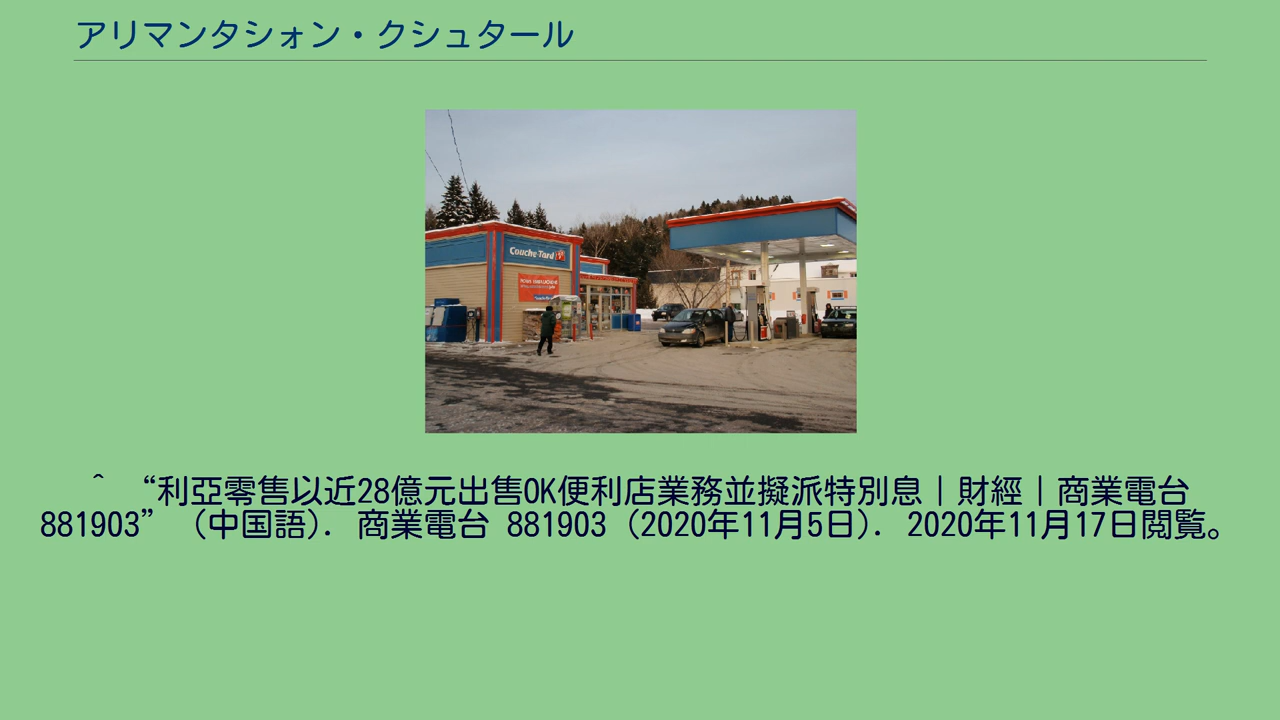 アリマンタシォン・クシュタール
Couche-Tard
^ “利亞零售以近28億元出售OK便利店業務並擬派特別息 | 財經 | 商業電台
881903” (中国語). 商業電台 881903 (2020年11月5日). 2020年11月17日閲覧。